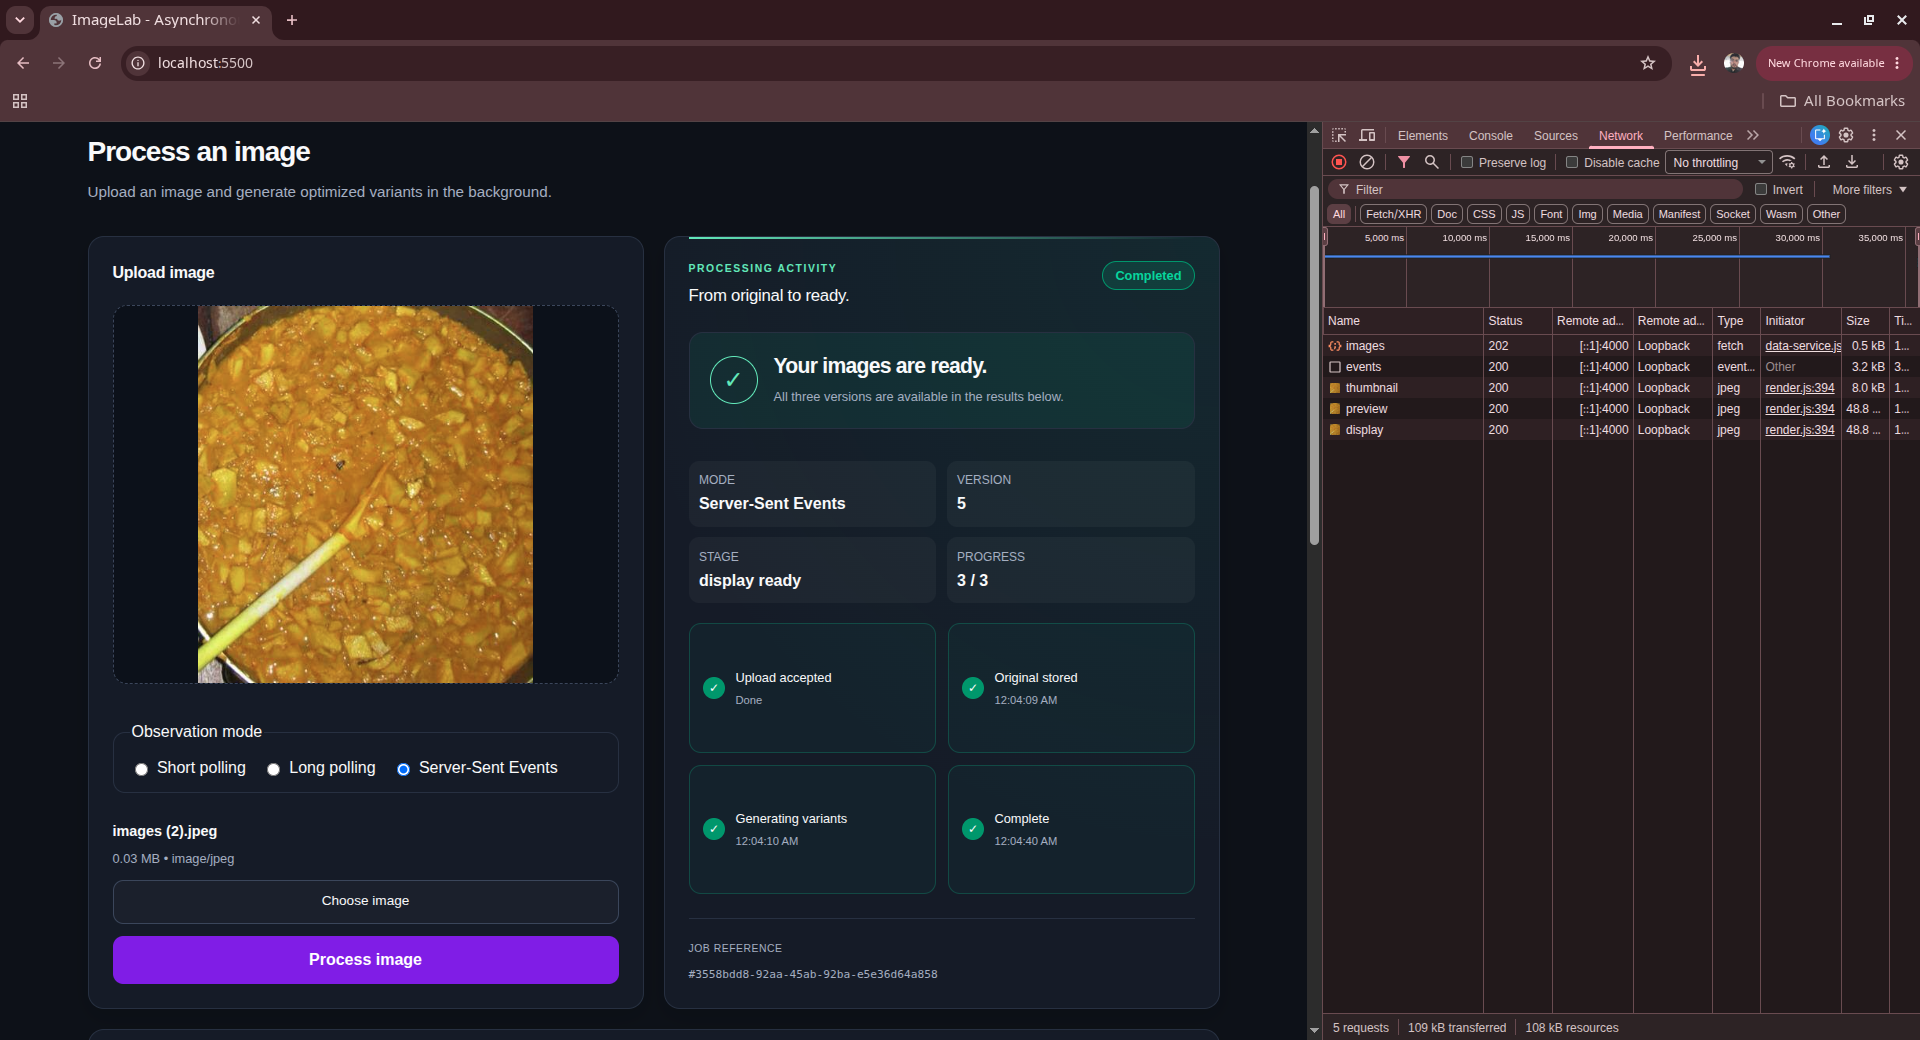 ImageLab - Asynchrono
localhost:5500
New Chrome available
All Bookmarks
Process an image
Upload an image and generate optimized variants in the background.
Upload image
Observation mode
Short polling
Long polling
Server-Sent Events
images (2).jpeg
0.03 MB • image/jpeg
Choose image
Process image
PROCESSING ACTIVITY
Completed
From original to ready.
Your images are ready.
All three versions are available in the results below.
MODE
Server-Sent Events
VERSION
5
STAGE
display ready
PROGRESS
3 / 3
Upload accepted
Done
Original stored
12:04:09 AM
Generating variants
12:04:10 AM
Complete
12:04:40 AM
JOB REFERENCE
#3558bdd8-92aa-45ab-92ba-e5e36d64a858
Elements Console Sources Network Performance
Preserve log Disable cache No throttling
Filter Invert More filters
All Fetch/XHR Doc CSS JS Font Img Media Manifest Socket Wasm Other
5,000 ms 10,000 ms 15,000 ms 20,000 ms 25,000 ms 30,000 ms 35,000 ms
Name Status Remote ad... Remote ad... Type Initiator Size Ti...
images 202 [::1]:4000 Loopback fetch data-service.js 0.5 kB 1...
events 200 [::1]:4000 Loopback event... Other 3.2 kB 3...
thumbnail 200 [::1]:4000 Loopback jpeg render.js:394 8.0 kB 1...
preview 200 [::1]:4000 Loopback jpeg render.js:394 48.8 ... 1...
display 200 [::1]:4000 Loopback jpeg render.js:394 48.8 ... 1...
5 requests 109 kB transferred 108 kB resources